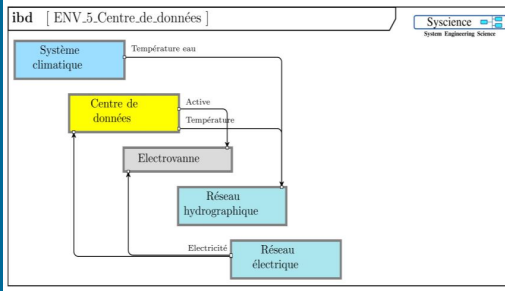 ibd [ ENV_5_Centre_de_données ]
Syscience
System Engineering Science
Système
climatique
Température eau
Centre de
données
Active
Température
Electrovanne
Réseau
hydrographique
Electricité
Réseau
électrique